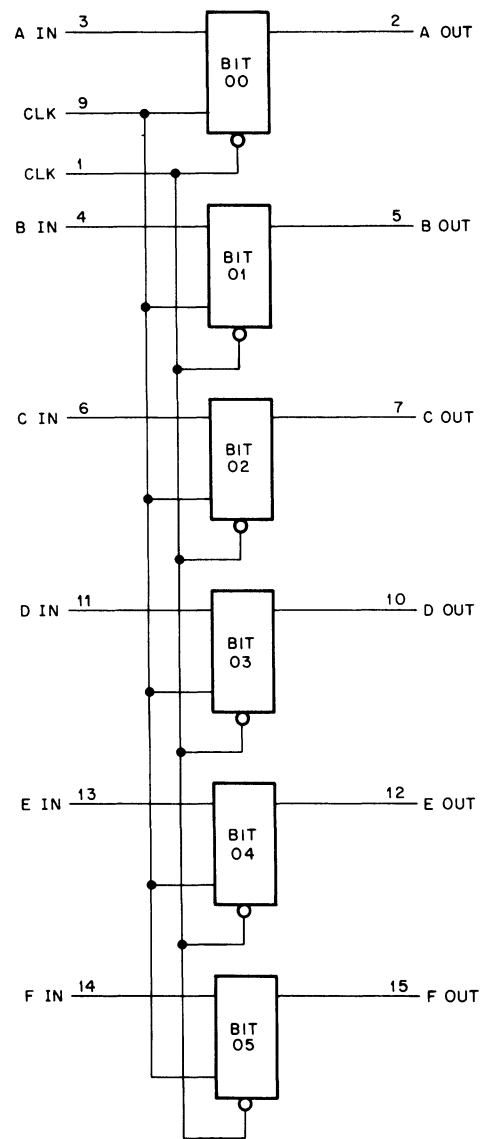 A IN 3 2 A OUT
BIT
00
CLK 9
CLK 1
B IN 4 5 B OUT
BIT
01
C IN 6 7 C OUT
BIT
02
D IN 11 10 D OUT
BIT
03
E IN 13 12 E OUT
BIT
04
F IN 14 15 F OUT
BIT
05